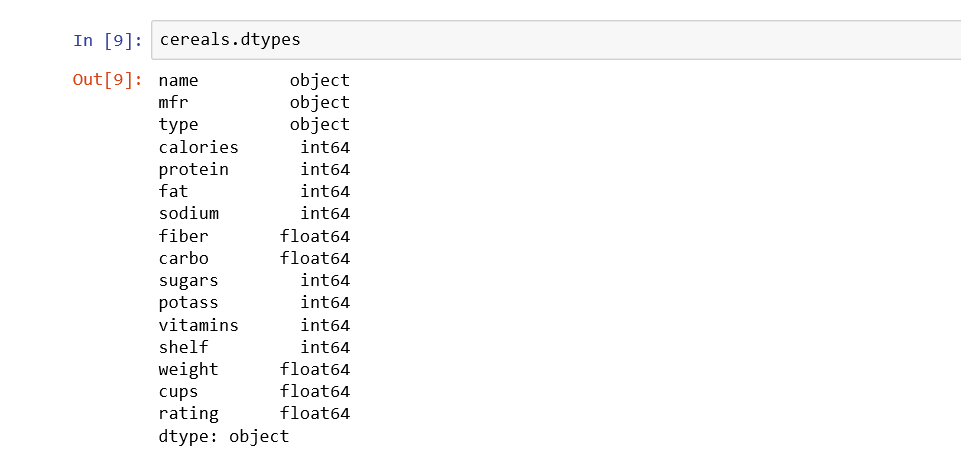 In [9]: cereals.dtypes
Out[9]: name object
mfr object
type object
calories int64
protein int64
fat int64
sodium int64
fiber float64
carbo float64
sugars int64
potass int64
vitamins int64
shelf int64
weight float64
cups float64
rating float64
dtype: object